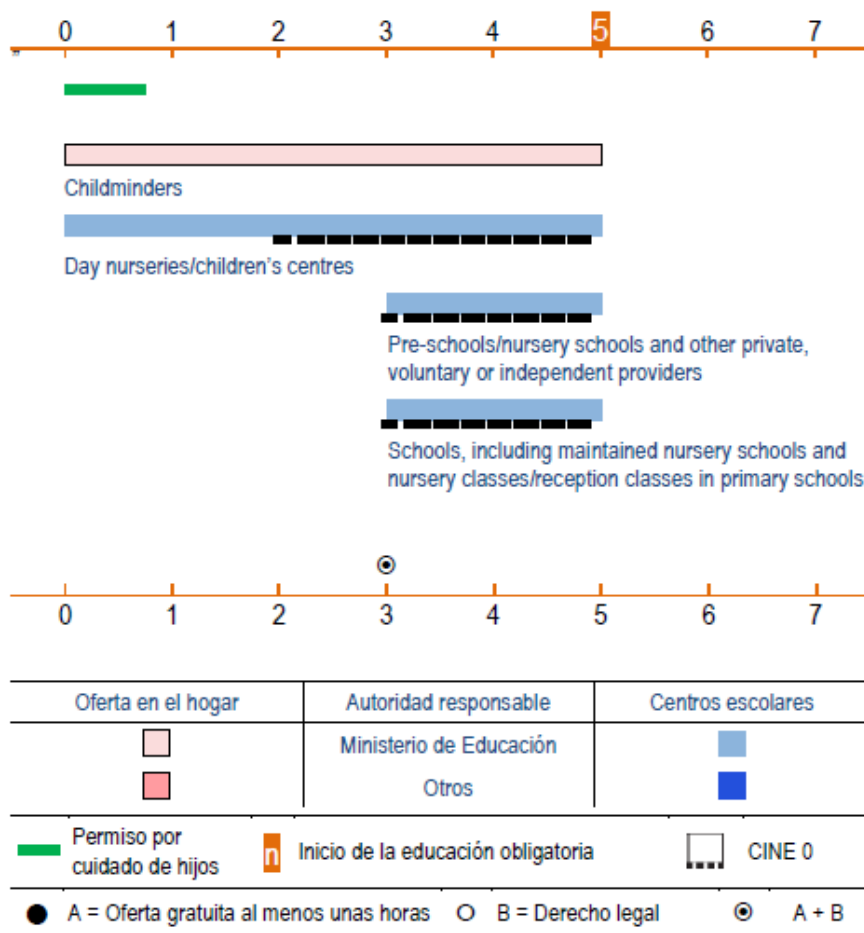 0 1 2 3 4 5 6 7
Childminders
Day nurseries/children's centres
Pre-schools/nursery schools and other private,
voluntary or independent providers
Schools, including maintained nursery schools and
nursery classes/reception classes in primary schools
0 1 2 3 4 5 6 7
Oferta en el hogar Autoridad responsable Centros escolares
Ministerio de Educación
Otros
Permiso por
cuidado de hijos
n Inicio de la educación obligatoria
CINE 0
A = Oferta gratuita al menos unas horas B = Derecho legal A + B